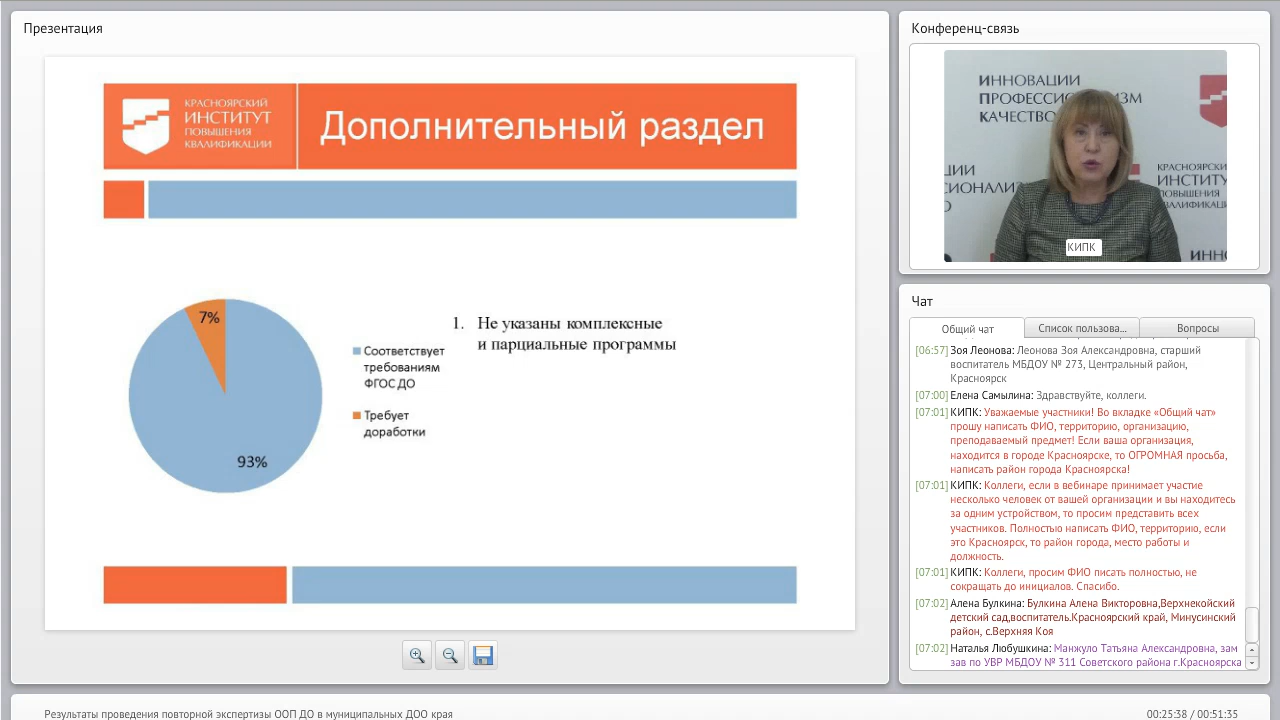 Презентация
КРАСНОЯРСКИЙ
ИНСТИТУТ
ПОВЫШЕНИЯ
КВАЛИФИКАЦИИ
Дополнительный раздел
7%
93%
Соответствует
требованиям
ФГОС ДО
Требует
доработки
1. Не указаны комплексные
и парциальные программы
Конференц-связь
ИННОВАЦИИ
ПРОФЕССИО ИЗМ
КАЧЕСТВО
ЦИИ
СИОНАЛИ
О
КРАСНОЯРСКИ
ИНСТИТУ
ПОВЫШЕНИЯ
ВАЛИФИКАЦ
ИНН
КИПК
Чат
Общий чат
Список пользова...
Вопросы
[06:57] Зоя Леонова: Леонова Зоя Александровна, старший
воспитатель МБДОУ № 273, Центральный район,
Красноярск
[07:00] Елена Самылина: Здравствуйте, коллеги.
[07:01] КИПК: Уважаемые участники! Во вкладке «Общий чат»
прошу написать ФИО, территорию, организацию,
преподаваемый предмет! Если ваша организация,
находится в городе Красноярске, то ОГРОМНАЯ просьба,
написать район города Красноярска!
[07:01] КИПК: Коллеги, если в вебинаре принимает участие
несколько человек от вашей организации и вы находитесь
за одним устройством, то просим представить всех
участников. Полностью написать ФИО, территорию, если
это Красноярск, то район города, место работы и
должность.
[07:01] КИПК: Коллеги, просим ФИО писать полностью, не
сокращать до инициалов. Спасибо.
[07:02] Алена Булкина: Булкина Алена Викторовна,Верхнекойский
детский сад,воспитатель.Красноярский край, Минусинский
район, с.Верхняя Коя
[07:02] Наталья Любушкина: Манжуло Татьяна Александровна, зам
зав по УВР МБДОУ № 311 Советского района г.Красноярска
Результаты проведения повторной экспертизы ООП ДО в муниципальных ДОО края
00:25:38 / 00:51:35